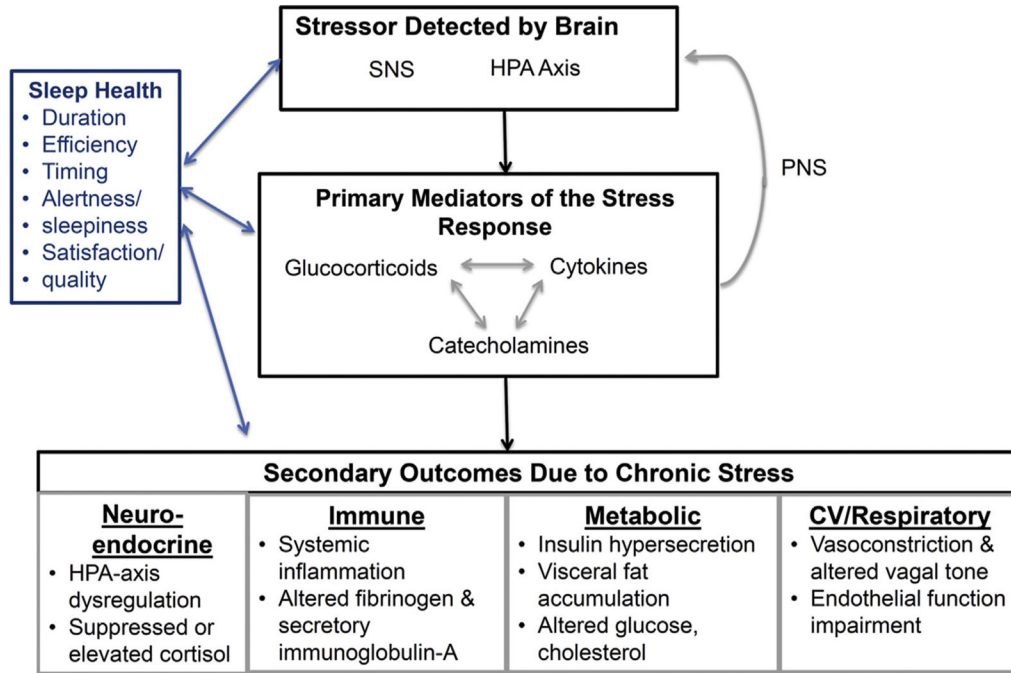 Stressor Detected by Brain
SNS
HPA Axis
Sleep Health
• Duration
• Efficiency
• Timing
• Alertness/
• sleepiness
• Satisfaction/
• quality
PNS
Primary Mediators of the Stress
Response
Glucocorticoids
Cytokines
Catecholamines
Secondary Outcomes Due to Chronic Stress
Neuro-
endocrine
• HPA-axis
dysregulation
• Suppressed or
elevated cortisol
Immune
• Systemic
inflammation
• Altered fibrinogen &
secretory
immunoglobulin-A
Metabolic
• Insulin hypersecretion
• Visceral fat
accumulation
• Altered glucose,
cholesterol
CV/Respiratory
• Vasoconstriction &
altered vagal tone
• Endothelial function
impairment